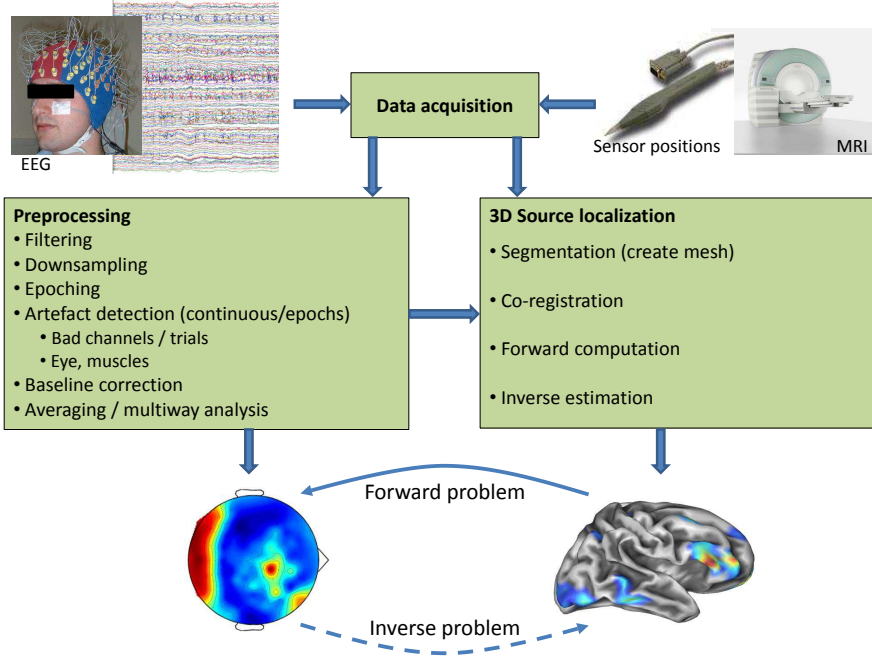 EEG
Data acquisition
Sensor positions
MRI
Preprocessing
• Filtering
• Downsampling
• Epoching
• Artefact detection (continuous/epochs)
• Bad channels / trials
• Eye, muscles
• Baseline correction
• Averaging / multiway analysis
3D Source localization
• Segmentation (create mesh)
• Co-registration
• Forward computation
• Inverse estimation
Forward problem
Inverse problem